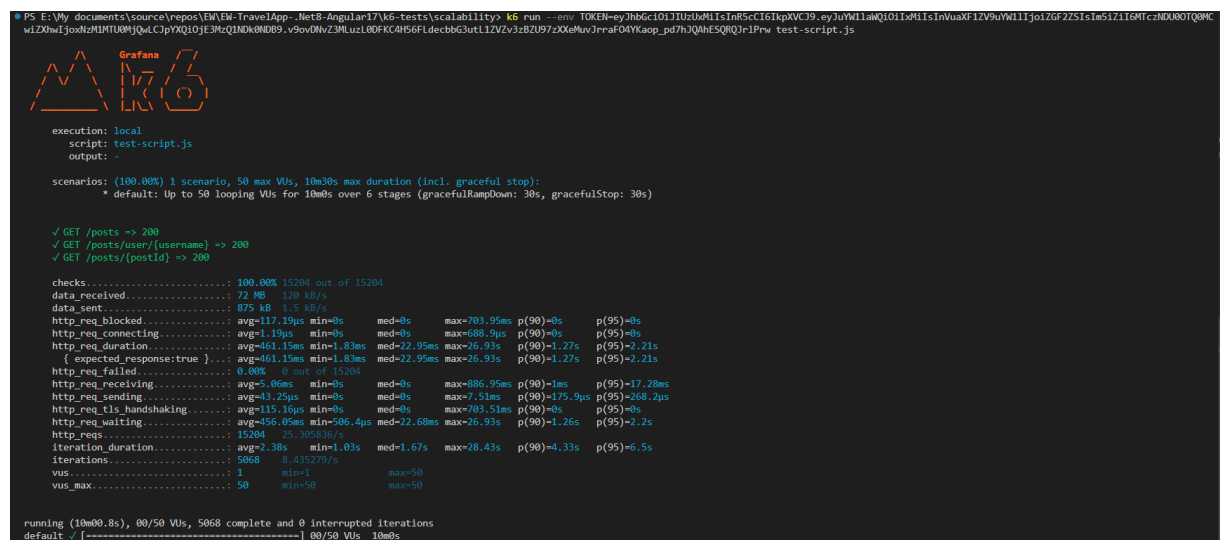 PS E:\My documents\source\repos\EW\EW-TravelApp-.Net8-Angular17\k6-tests\scalability> k6 run --env
Grafana
execution: local
script: test-script.js
output: -
scenarios: (100.00%) 1 scenario, 50 max VUs, 10m30s max duration (incl. graceful stop):
* default: Up to 50 looping VUs for 10m0s over 6 stages (gracefulRampDown: 30s, gracefulStop: 30s)
✓ GET /posts => 200
✓ GET /posts/user/{username} => 200
✓ GET /posts/{postId} => 200
checks.........................: 100.00% 15204 out of 15204
data_received..................: 72 MB 120 kB/s
data_sent......................: 875 kB 1.5 kB/s
http_req_blocked...............: avg=117.19µs min=0s med=0s max=703.95ms p(90)=0s p(95)=0s
http_req_connecting............: avg=1.19µs min=0s med=0s max=688.9µs p(90)=0s p(95)=0s
http_req_duration..............: avg=461.15ms min=1.83ms med=22.95ms max=26.93s p(90)=1.27s p(95)=2.21s
{ expected_response:true }...: avg=461.15ms min=1.83ms med=22.95ms max=26.93s p(90)=1.27s p(95)=2.21s
http_req_failed................: 0.00% 0 out of 15204
http_req_receiving.............: avg=5.06ms min=0s med=0s max=886.95ms p(90)=1ms p(95)=17.28ms
http_req_sending...............: avg=43.25µs min=0s med=0s max=7.51ms p(90)=175.9µs p(95)=268.2µs
http_req_tls_handshaking.......: avg=115.16µs min=0s med=0s max=703.51ms p(90)=0s p(95)=0s
http_req_waiting...............: avg=456.05ms min=506.4µs med=22.68ms max=26.93s p(90)=1.26s p(95)=2.2s
http_reqs......................: 15204 25.305836/s
iteration_duration.............: avg=2.38s min=1.03s med=1.67s max=28.43s p(90)=4.33s p(95)=6.5s
iterations.....................: 5068 8.435279/s
vus............................: 1 min=1 max=50
vus_max........................: 50 min=50 max=50
running (10m00.8s), 00/50 VUs, 5068 complete and 0 interrupted iterations
default ✓ [======================================] 00/50 VUs 10m0s